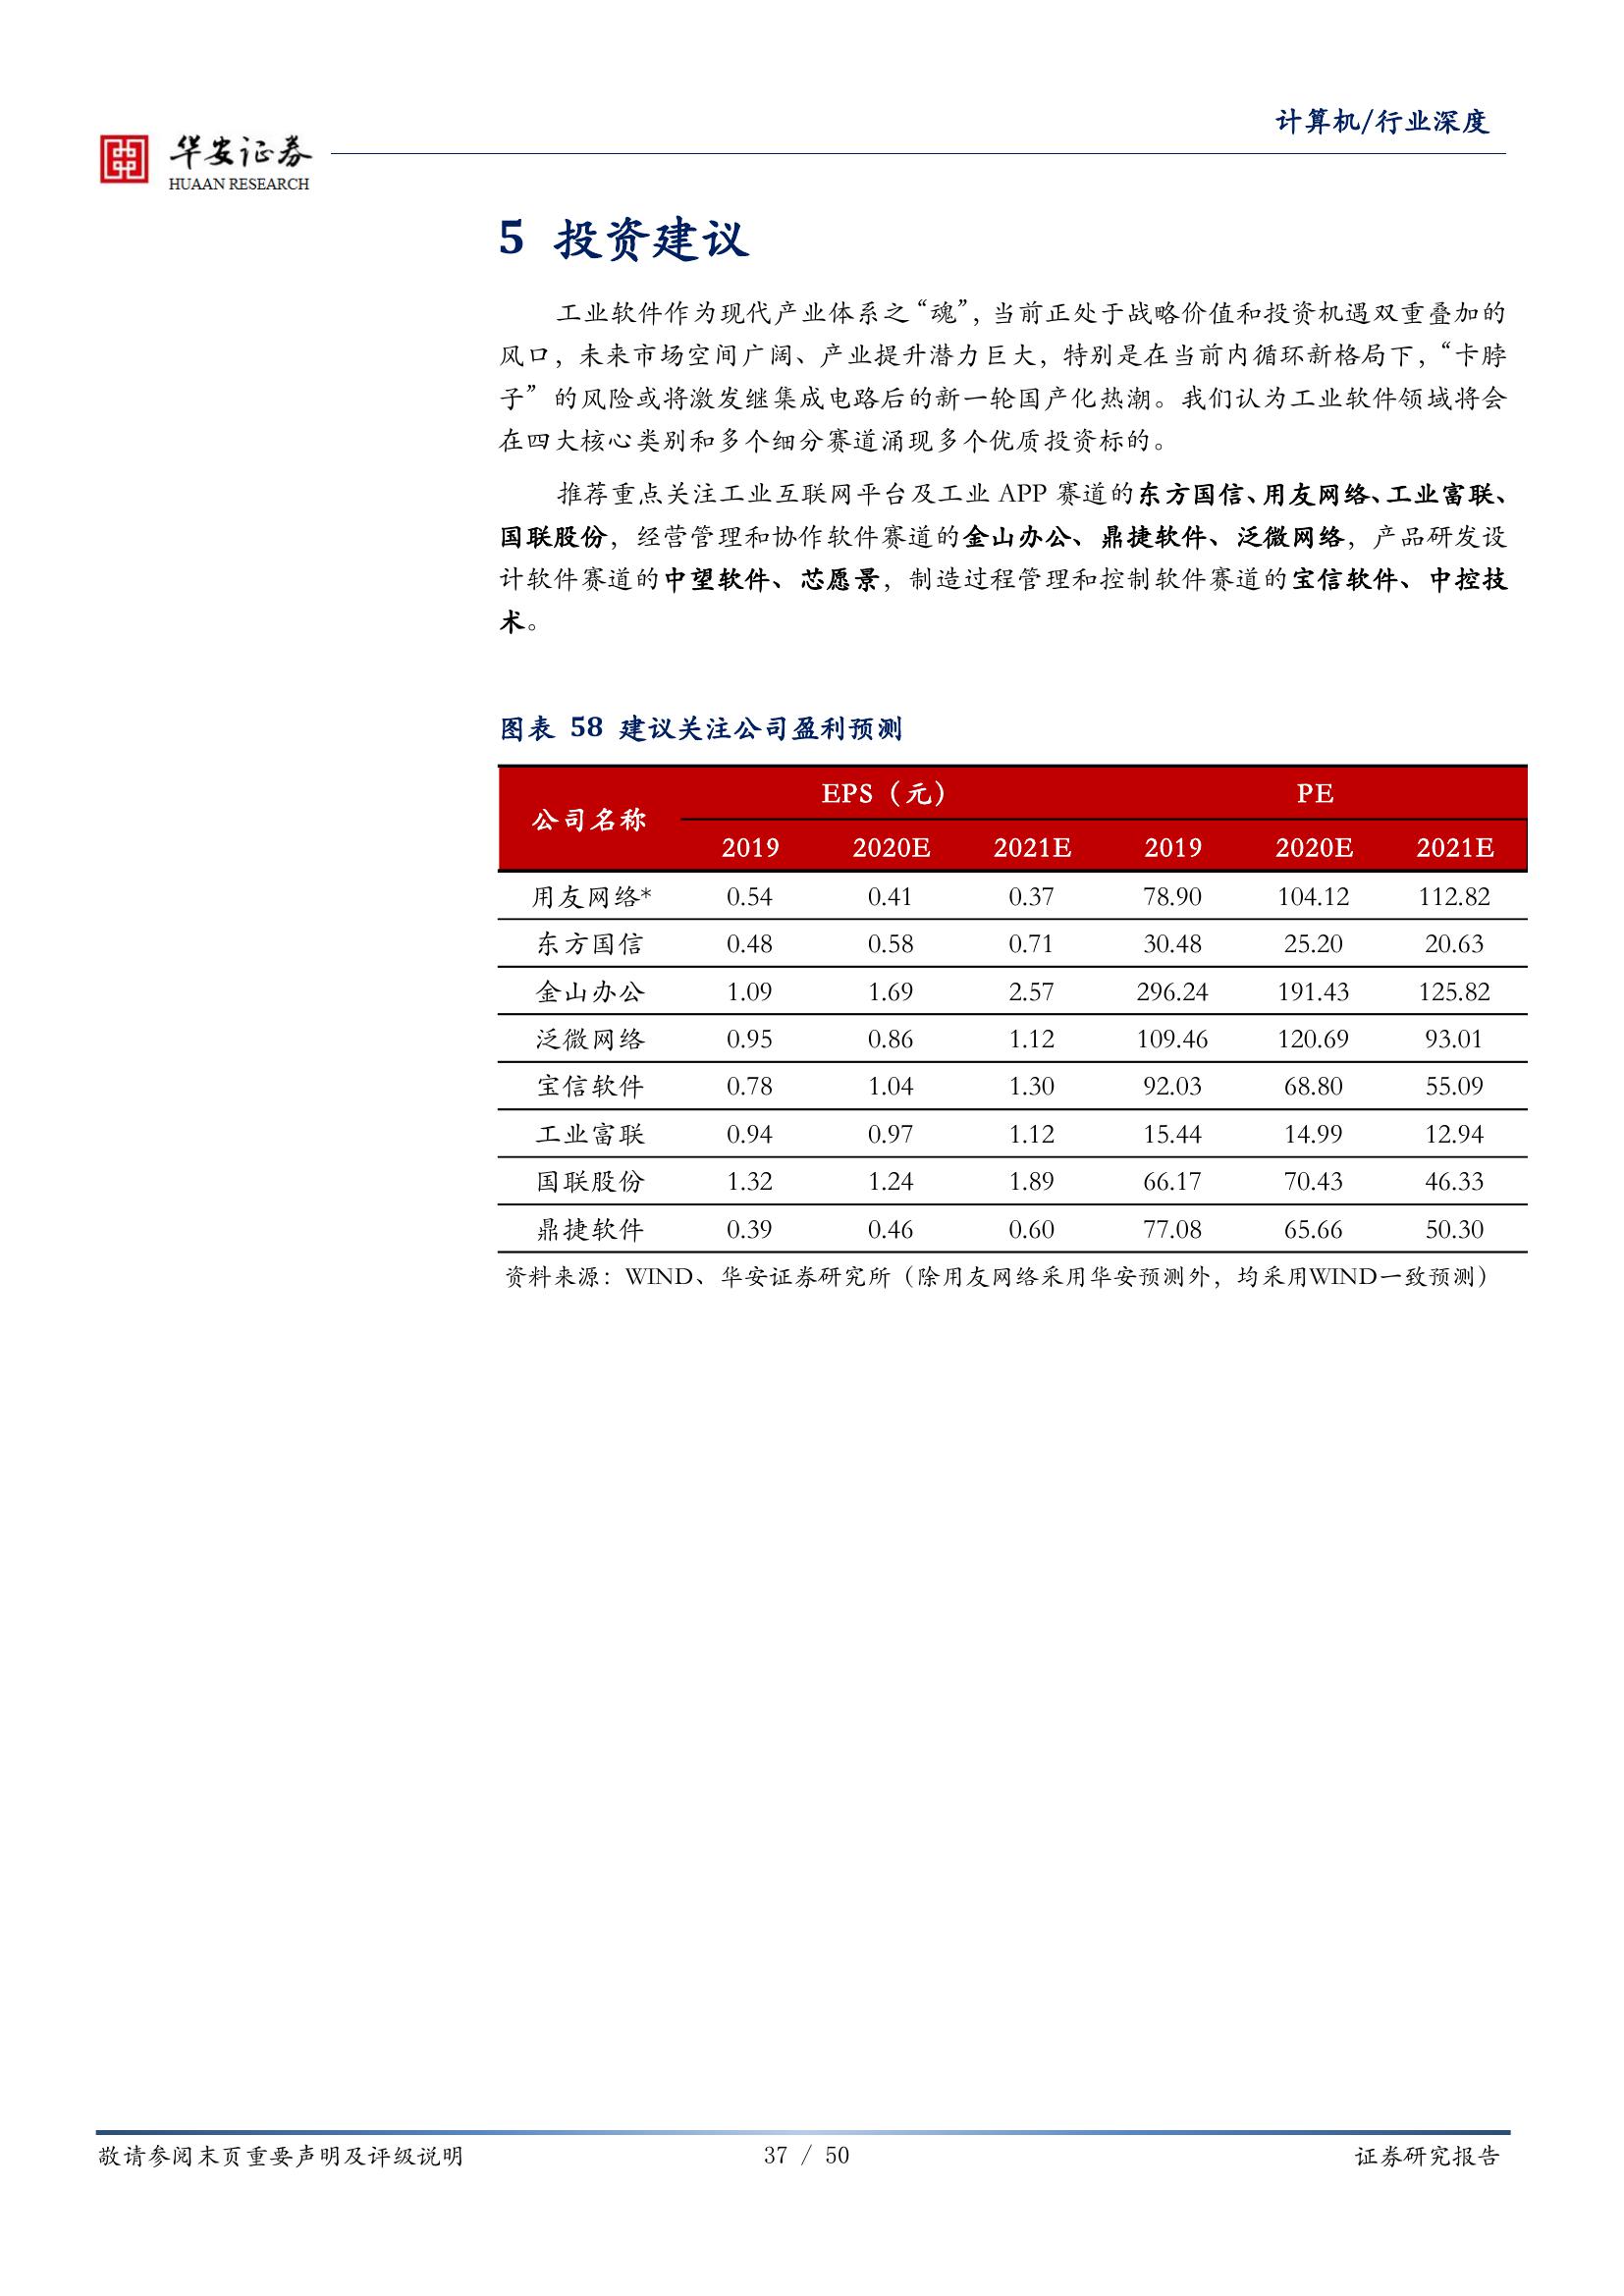 计算机/行业深度
华安证券
HUAAN RESEARCH
5 投资建议
工业软件作为现代产业体系之“魂”，当前正处于战略价值和投资机遇双重叠加的
风口，未来市场空间广阔、产业提升潜力巨大，特别是在当前内循环新格局下，“卡脖
子”的风险或将激发继集成电路后的新一轮国产化热潮。我们认为工业软件领域将会
在四大核心类别和多个细分赛道涌现多个优质投资标的。
推荐重点关注工业互联网平台及工业 APP 赛道的东方国信、用友网络、工业富联、
国联股份，经营管理和协作软件赛道的金山办公、鼎捷软件、泛微网络，产品研发设
计软件赛道的中望软件、芯愿景，制造过程管理和控制软件赛道的宝信软件、中控技
术。
图表 58 建议关注公司盈利预测
公司名称 EPS（元） PE
2019 2020E 2021E 2019 2020E 2021E
用友网络* 0.54 0.41 0.37 78.90 104.12 112.82
东方国信 0.48 0.58 0.71 30.48 25.20 20.63
金山办公 1.09 1.69 2.57 296.24 191.43 125.82
泛微网络 0.95 0.86 1.12 109.46 120.69 93.01
宝信软件 0.78 1.04 1.30 92.03 68.80 55.09
工业富联 0.94 0.97 1.12 15.44 14.99 12.94
国联股份 1.32 1.24 1.89 66.17 70.43 46.33
鼎捷软件 0.39 0.46 0.60 77.08 65.66 50.30
资料来源：WIND、华安证券研究所（除用友网络采用华安预测外，均采用WIND一致预测）
敬请参阅末页重要声明及评级说明 37 / 50 证券研究报告